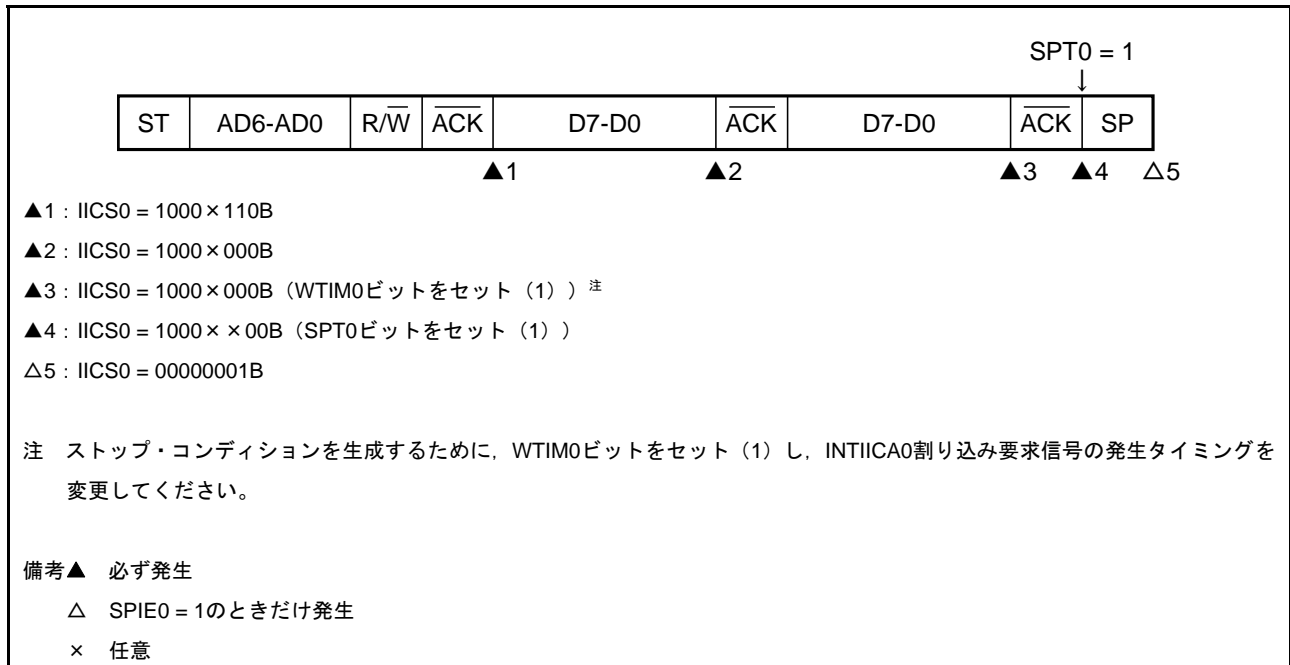 SPT0 = 1
↓
ST AD6-AD0 R/W̅ A̅C̅K̅ D7-D0 A̅C̅K̅ D7-D0 A̅C̅K̅ SP
▲1 ▲2 ▲3 ▲4 △5
▲1：IICS0 = 1000×110B
▲2：IICS0 = 1000×000B
▲3：IICS0 = 1000×000B（WTIM0ビットをセット（1））注
▲4：IICS0 = 1000××00B（SPT0ビットをセット（1））
△5：IICS0 = 00000001B
注 ストップ・コンディションを生成するために，WTIM0ビットをセット（1）し，INTIICA0割り込み要求信号の発生タイミングを
変更してください。
備考▲ 必ず発生
△ SPIE0 = 1のときだけ発生
× 任意